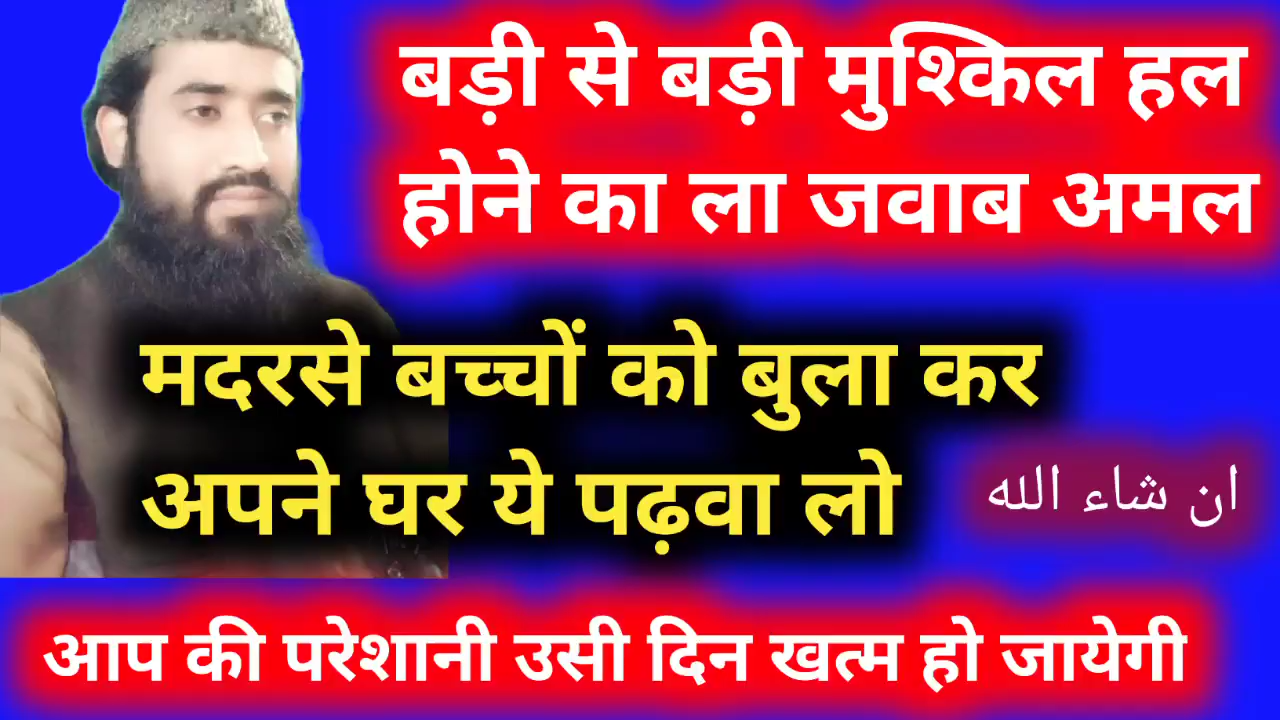 बड़ी से बड़ी मुश्किल हल
होने का ला जवाब अमल
मदरसे बच्चों को बुला कर
अपने घर ये पढ़वा लो
ان شاء الله
आप की परेशानी उसी दिन खत्म हो जायेगी